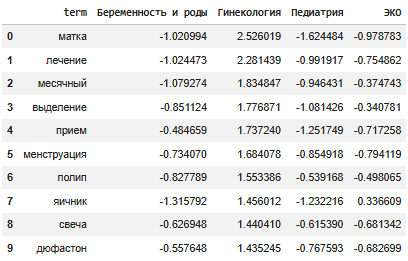 term Беременность и роды Гинекология Педиатрия ЭКО
0 матка -1.020994 2.526019 -1.624484 -0.978783
1 лечение -1.024473 2.281439 -0.991917 -0.754862
2 месячный -1.079274 1.834847 -0.946431 -0.374743
3 выделение -0.851124 1.776871 -1.081426 -0.340781
4 прием -0.484659 1.737240 -1.251749 -0.717258
5 менструация -0.734070 1.684078 -0.854918 -0.794119
6 полип -0.827789 1.553386 -0.539168 -0.498065
7 яичник -1.315792 1.456012 -1.232216 0.336609
8 свеча -0.626948 1.440410 -0.615390 -0.681342
9 дюфастон -0.557648 1.435245 -0.767593 -0.682699